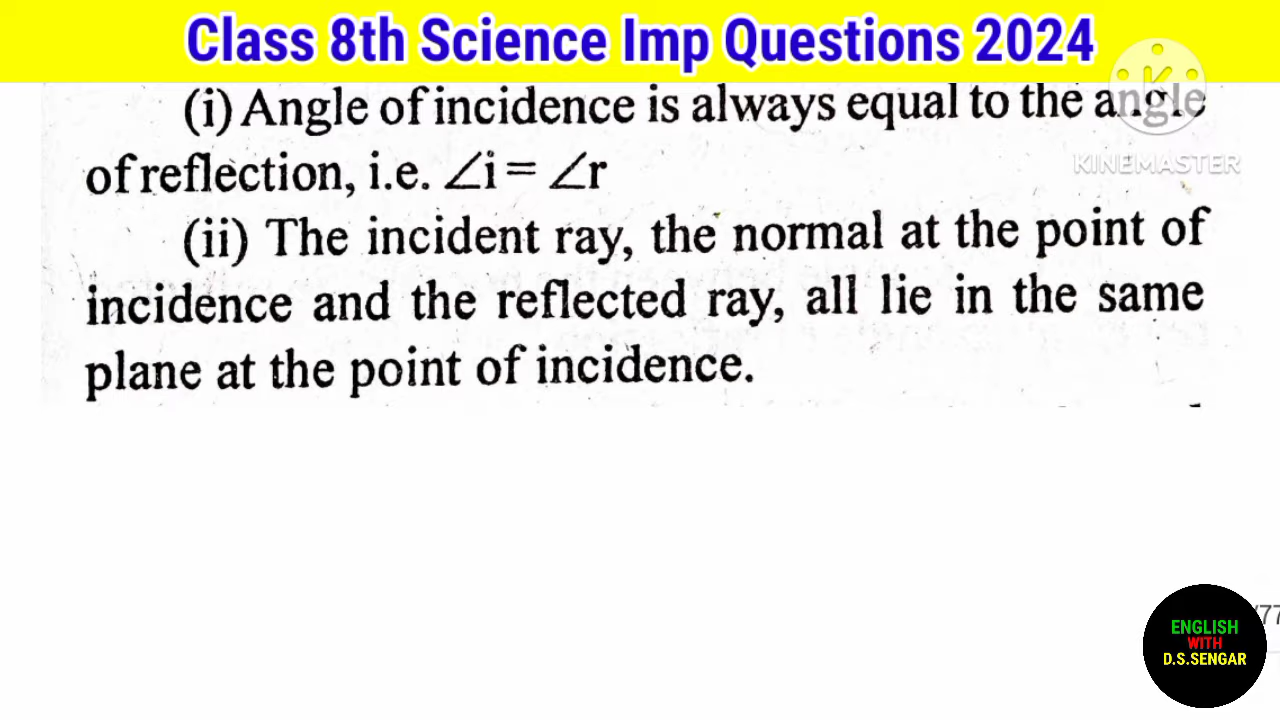 Class 8th Science Imp Questions 2024
(i) Angle of incidence is always equal to the angle
of reflection, i.e. ∠i = ∠r
KINEMASTER
(ii) The incident ray, the normal at the point of
incidence and the reflected ray, all lie in the same
plane at the point of incidence.
ENGLISH
WITH
D.S.SENGAR